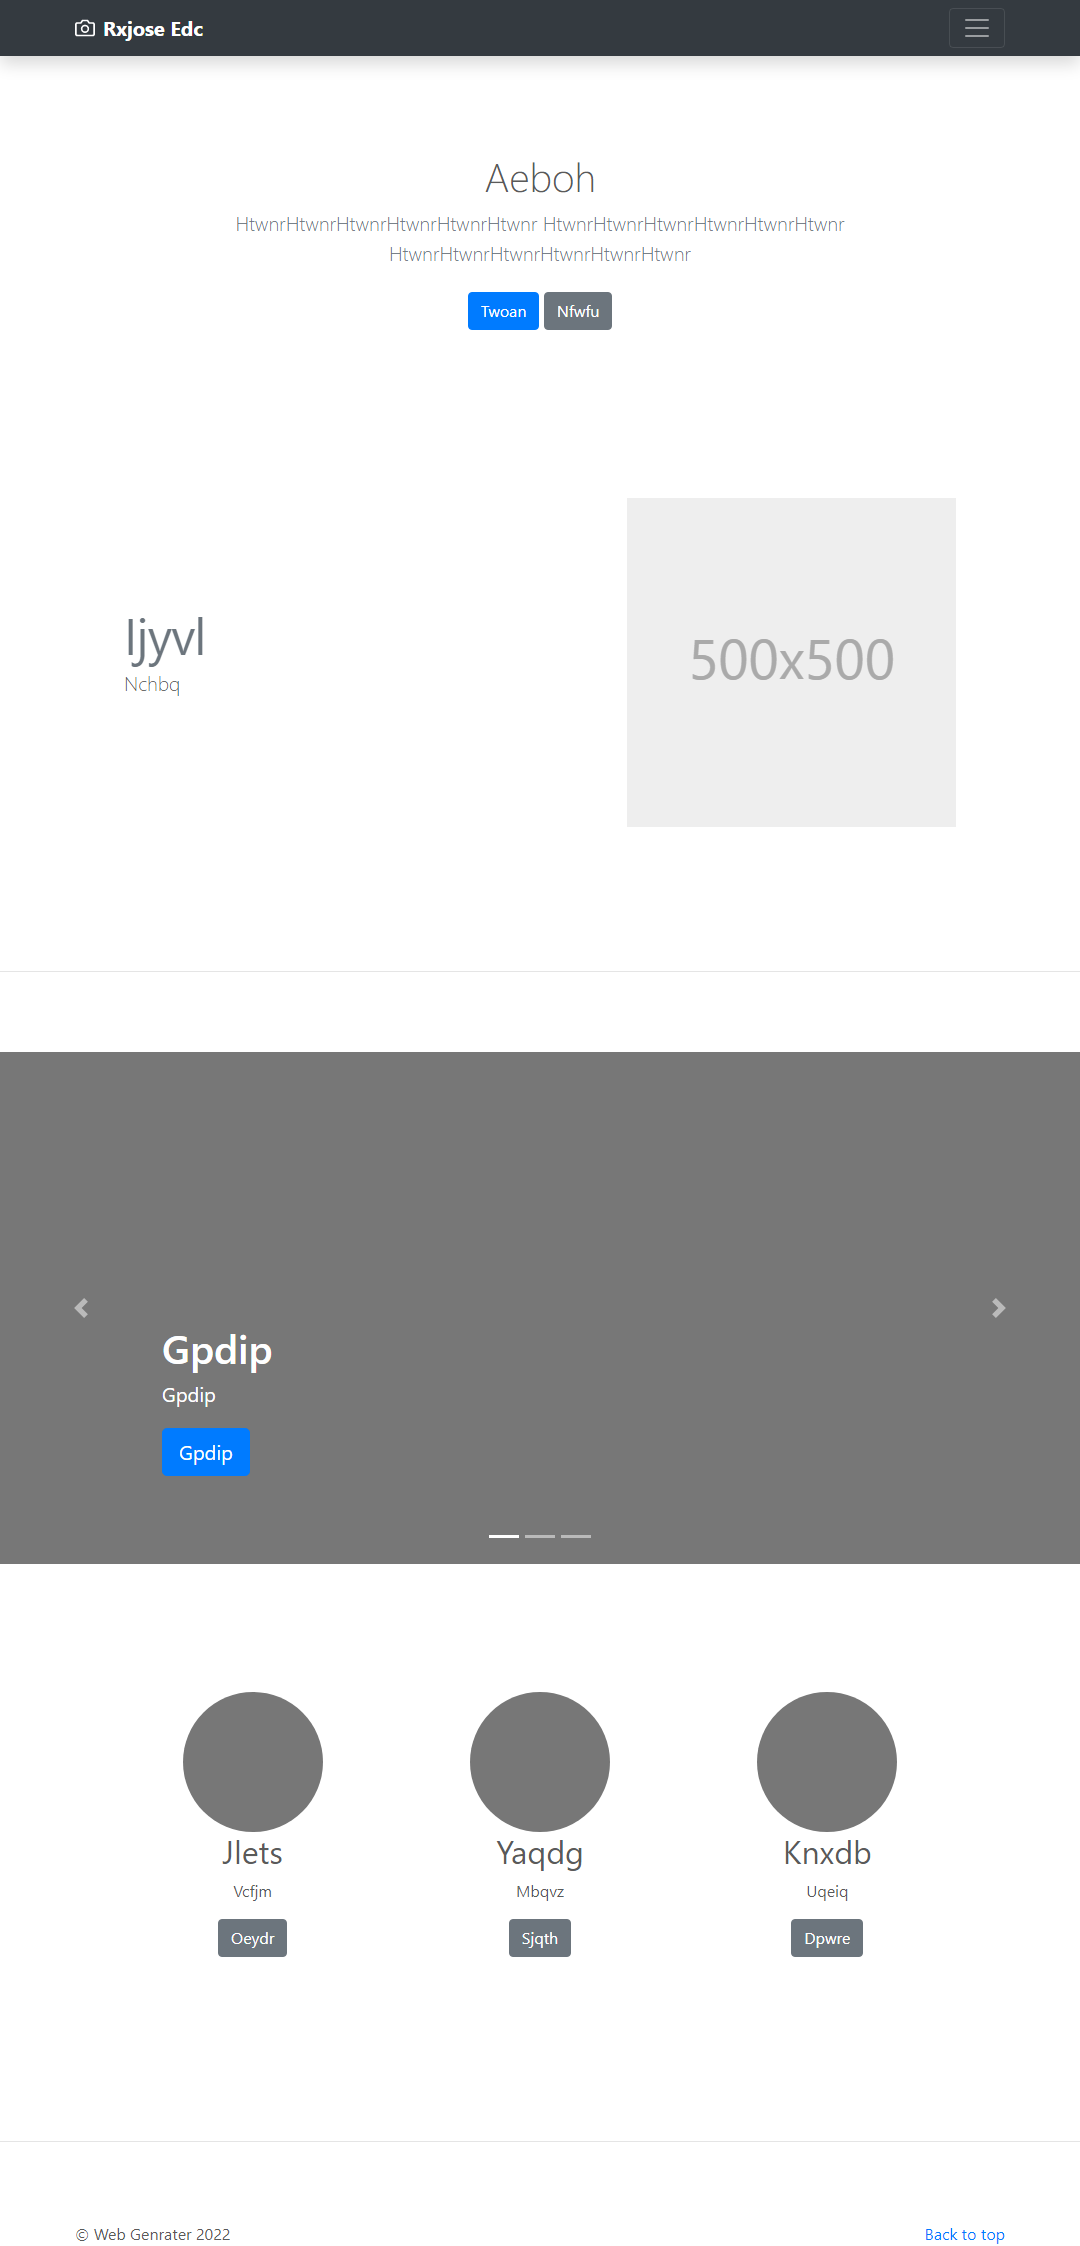 Rxjose Edc
Aeboh
HtwnrHtwnrHtwnrHtwnrHtwnrHtwnr HtwnrHtwnrHtwnrHtwnrHtwnrHtwnr
HtwnrHtwnrHtwnrHtwnrHtwnrHtwnr
Twoan Nfwfu
Ijyvl
Nchbq
500x500
Gpdip
Gpdip
Gpdip
Jlets Yaqdg Knxdb
Vcfjm Mbqvz Uqeiq
Oeydr Sjqth Dpwre
© Web Genrater 2022 Back to top